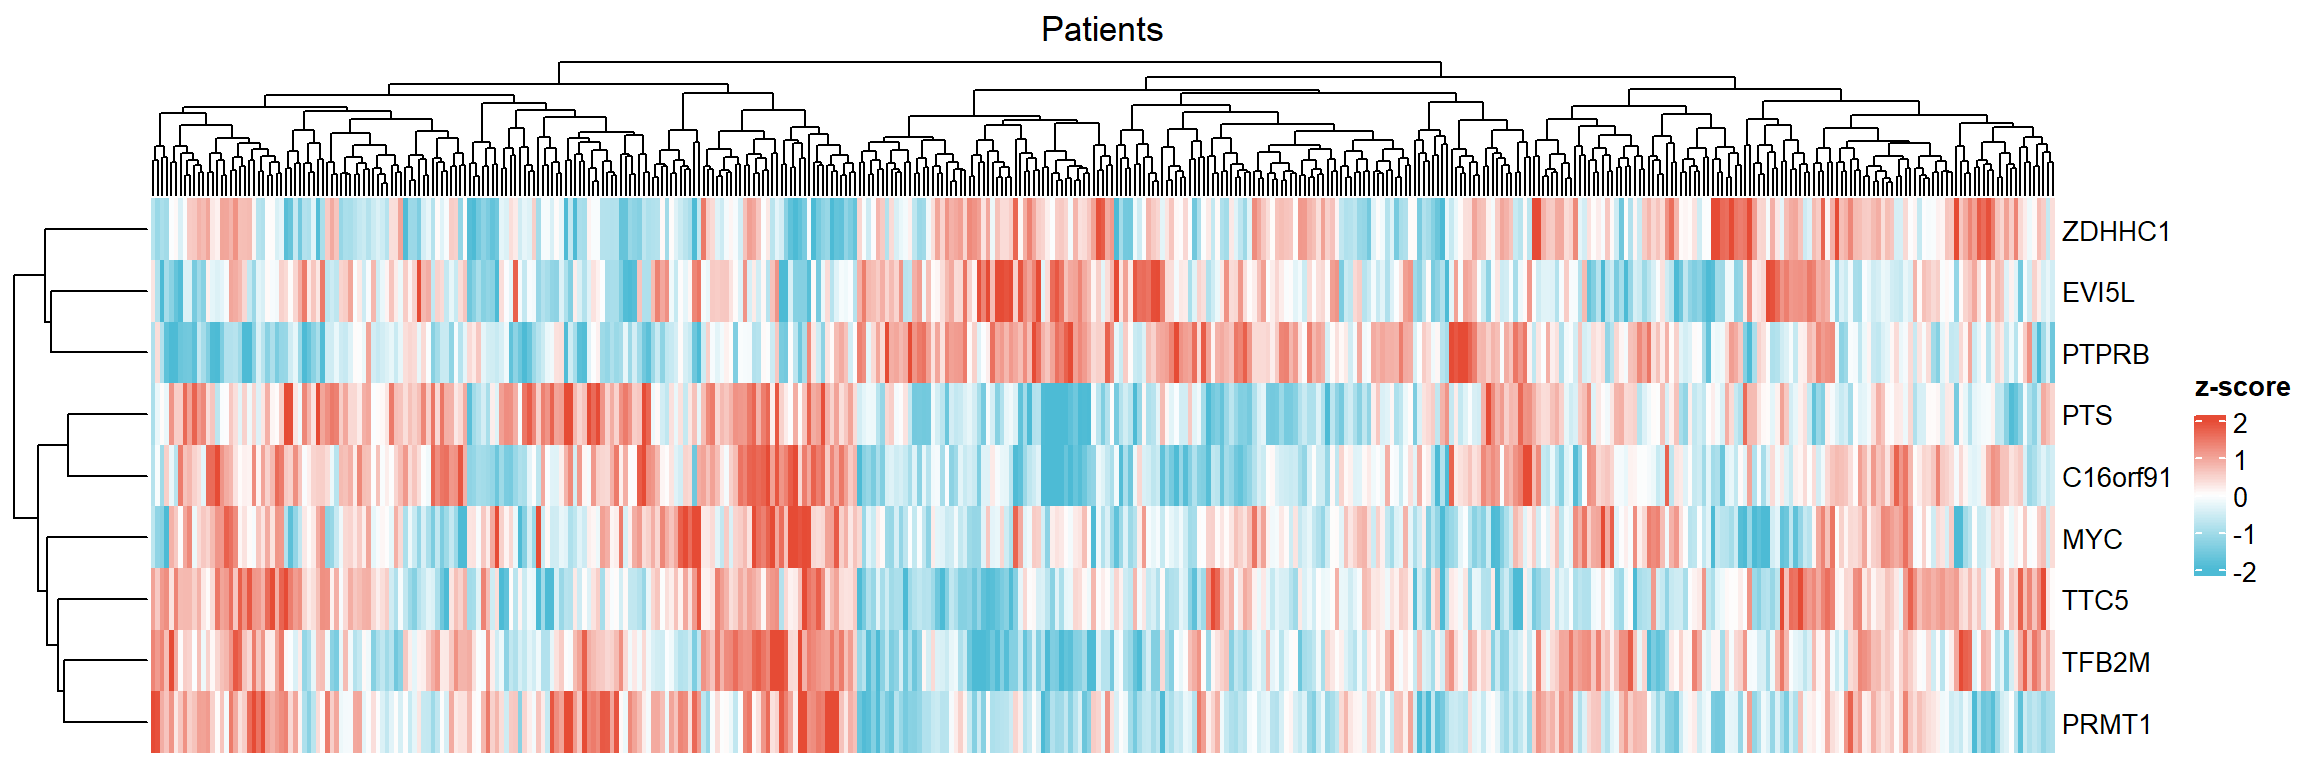 Patients
ZDHHC1
EVI5L
PTPRB
PTS
C16orf91
MYC
TTC5
TFB2M
PRMT1
z-score
2
1
0
-1
-2